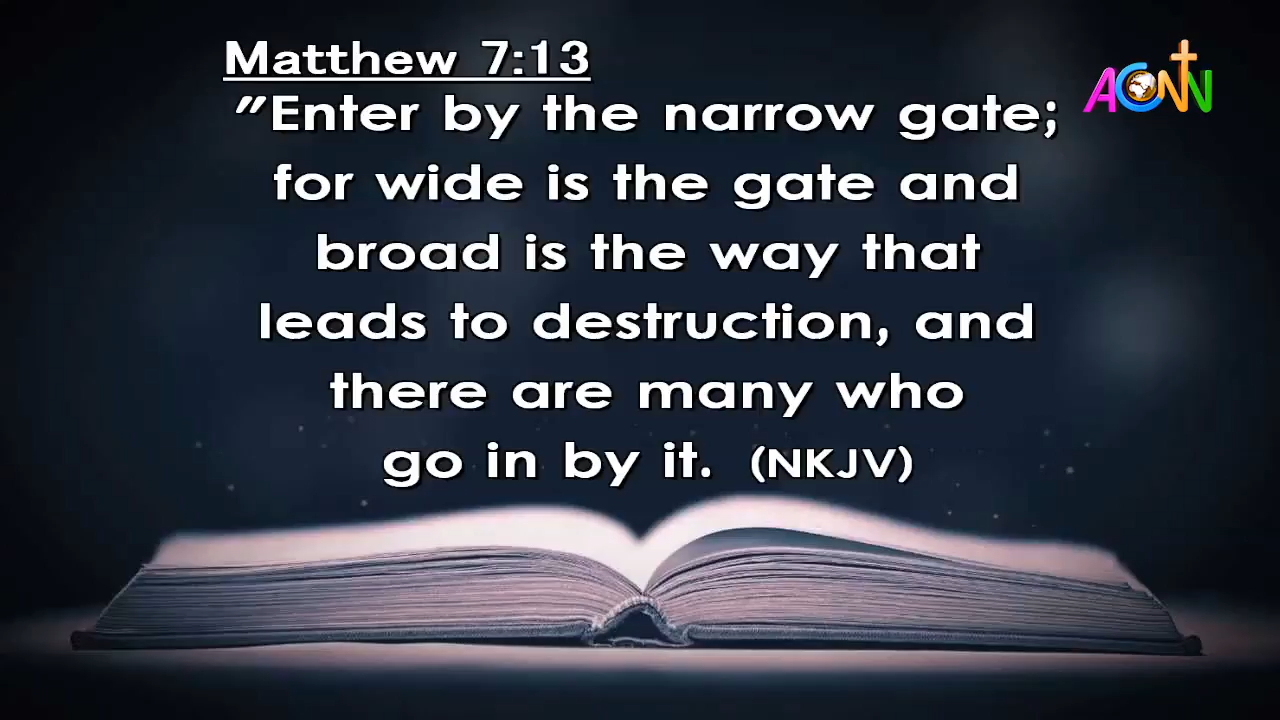 Matthew 7:13
ACNN
"Enter by the narrow gate;
for wide is the gate and
broad is the way that
leads to destruction, and
there are many who
go in by it. (NKJV)